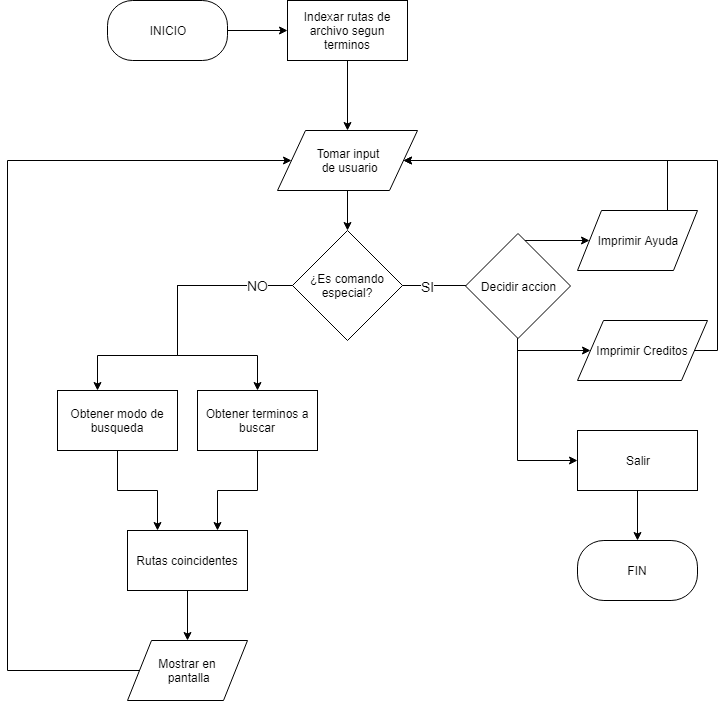 INICIO
Indexar rutas de
archivo segun
terminos
Tomar input
de usuario
¿Es comando
especial?
NO
SI
Decidir accion
Imprimir Ayuda
Imprimir Creditos
Obtener modo de
busqueda
Obtener terminos a
buscar
Salir
Rutas coincidentes
FIN
Mostrar en
pantalla